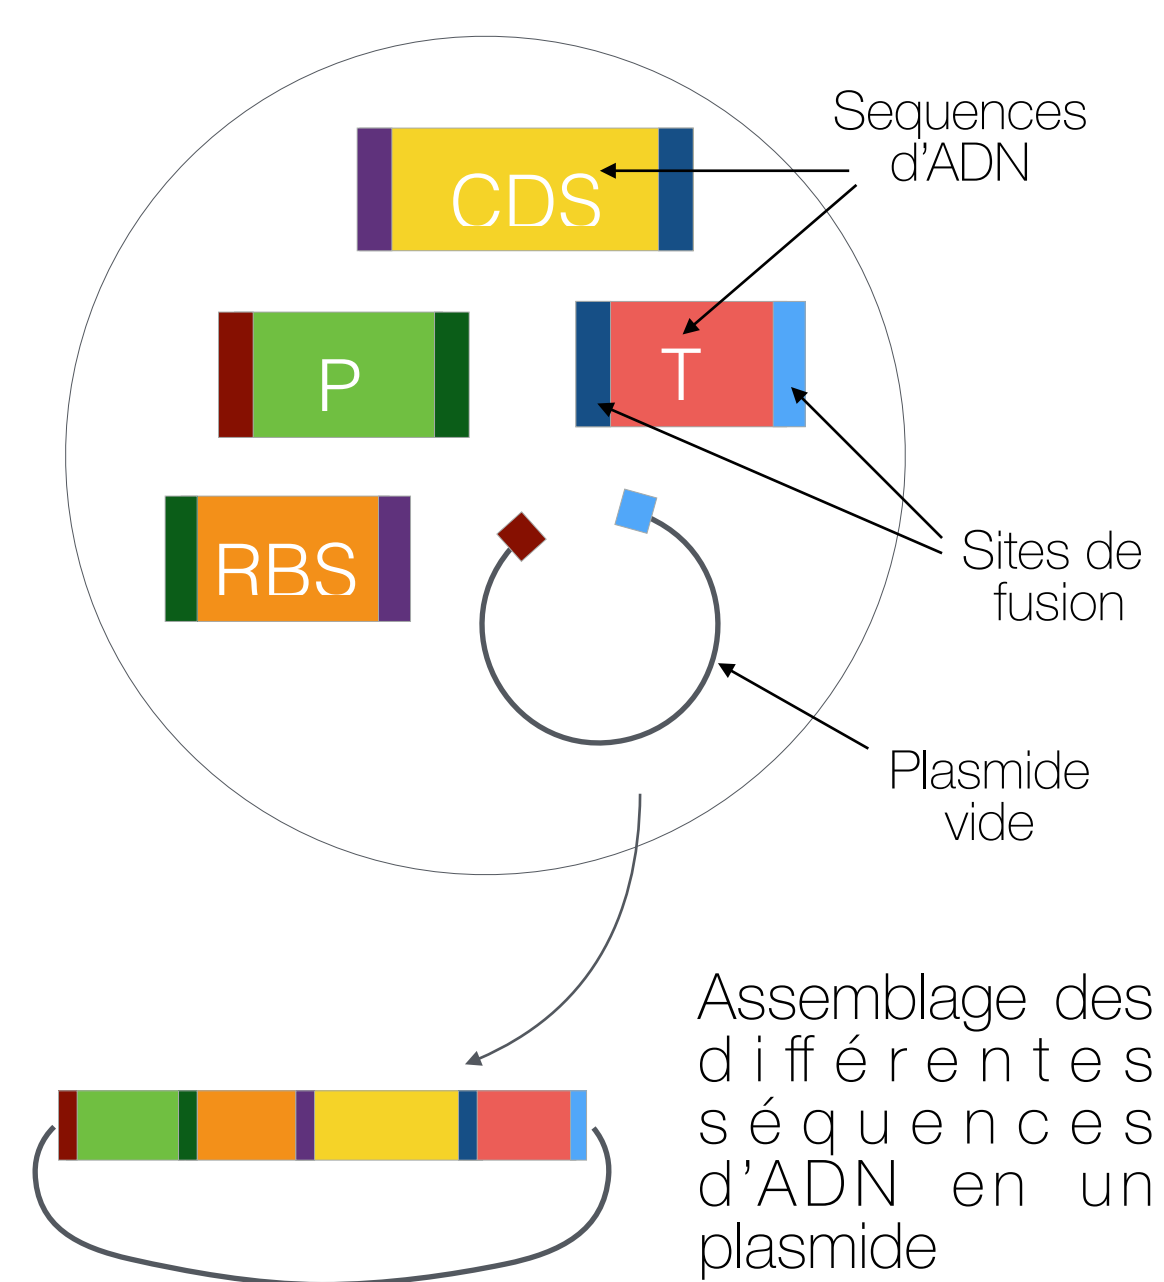 Sequences
d'ADN
CDS
P
T
RBS
Sites de
fusion
Plasmide
vide
Assemblage des
différentes
séquences
d'ADN en un
plasmide